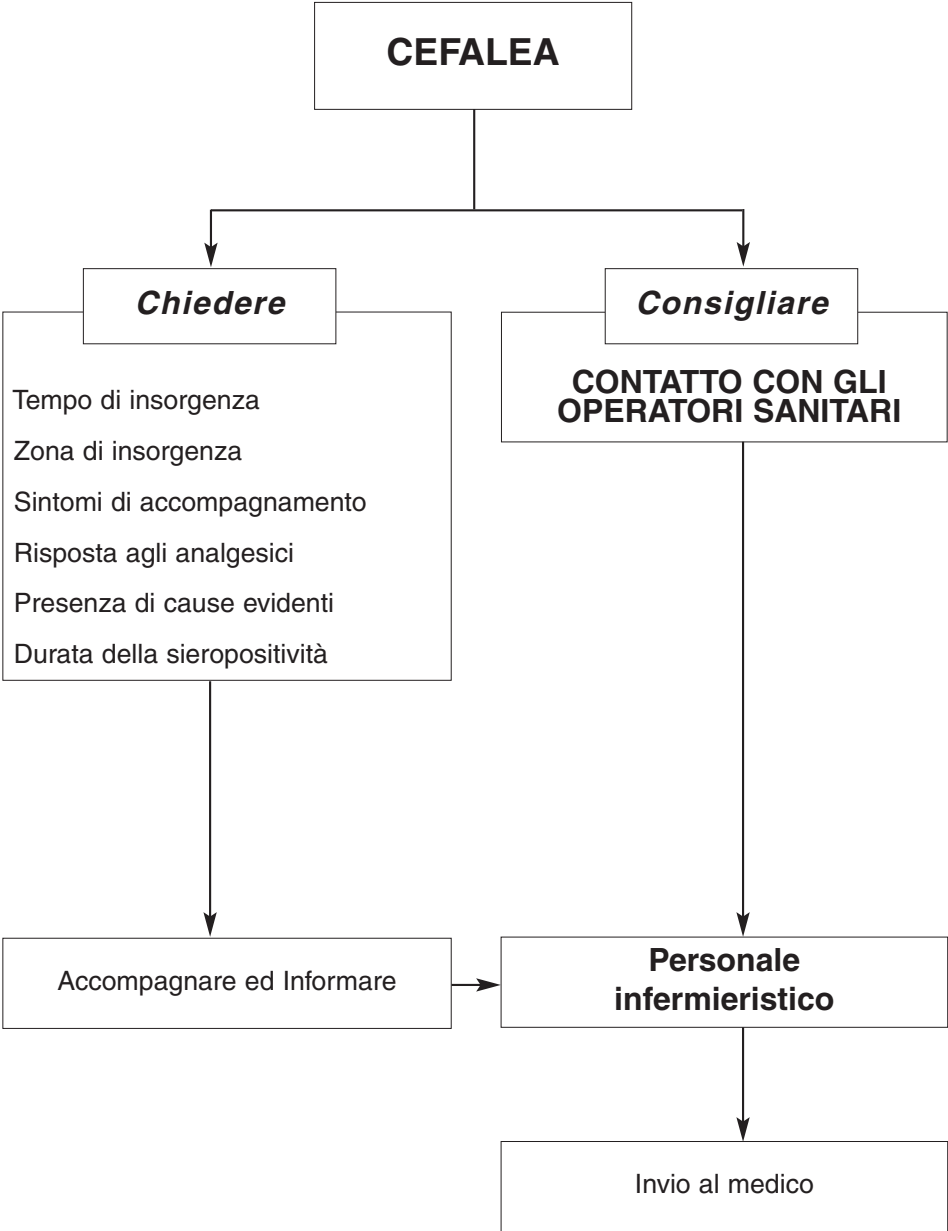 CEFALEA
Chiedere
Tempo di insorgenza
Zona di insorgenza
Sintomi di accompagnamento
Risposta agli analgesici
Presenza di cause evidenti
Durata della sieropositività
Consigliare
CONTATTO CON GLI
OPERATORI SANITARI
Accompagnare ed Informare
Personale
infermieristico
Invio al medico